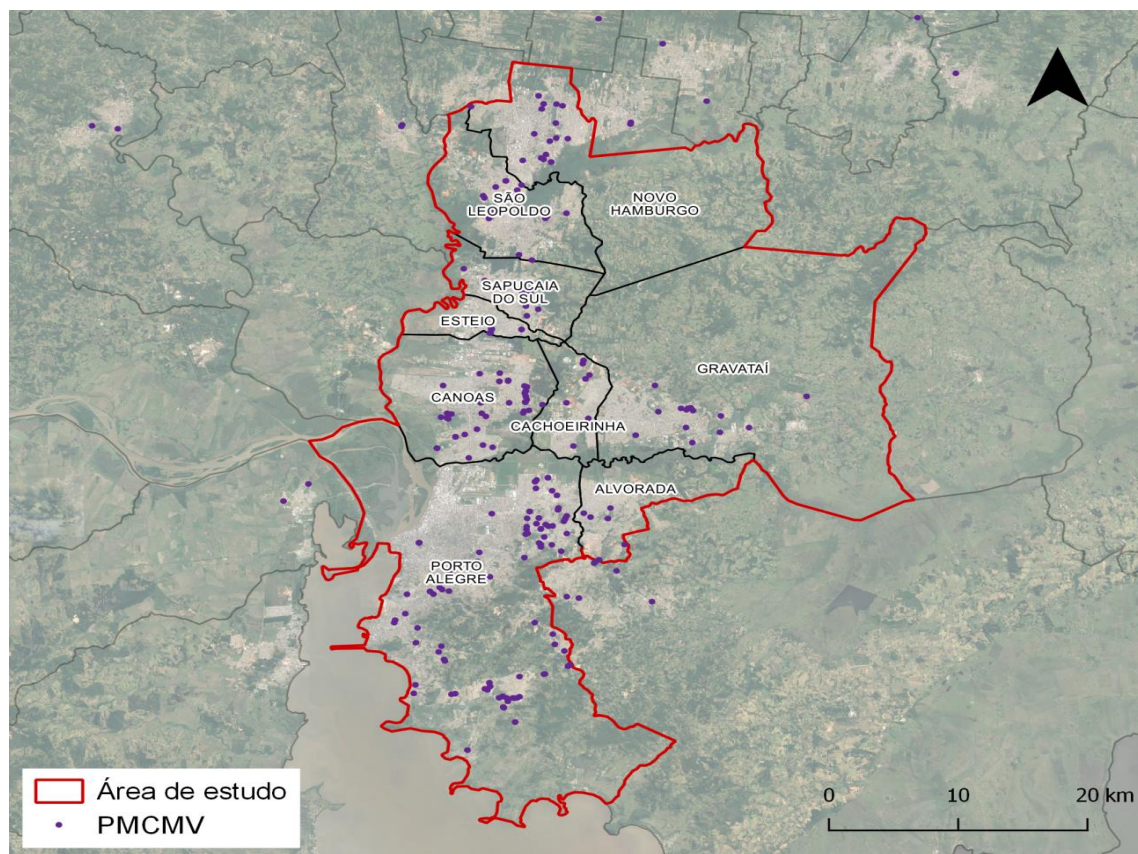 SÃO
LEOPOLDO
NOVO
HAMBURGO
SAPUCAIA
DO SUL
ESTEIO
GRAVATAÍ
CANOAS
CACHOEIRINHA
ALVORADA
PORTO
ALEGRE
Área de estudo
PMCMV
0 10 20 km